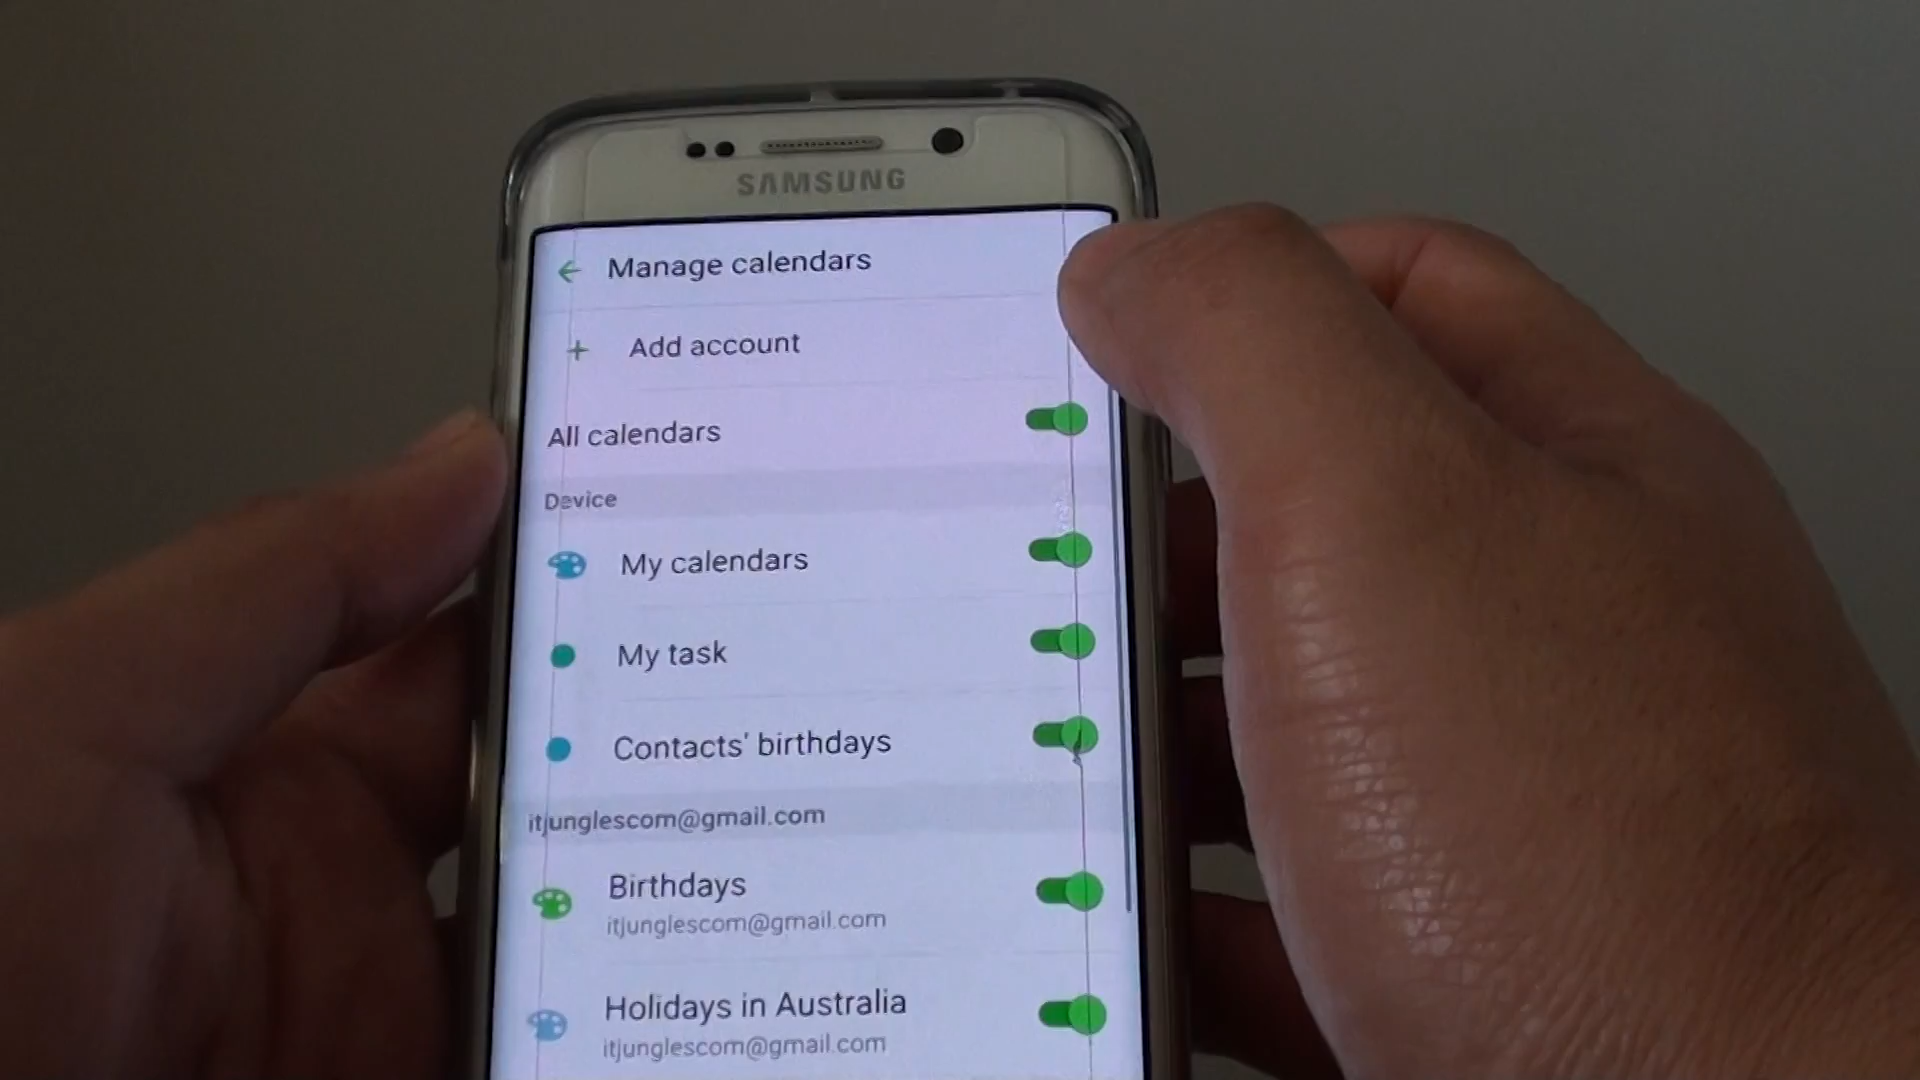 SAMSUNG
Manage calendars
Add account
All calendars
Device
My calendars
My task
Contacts' birthdays
itjunglescom@gmail.com
Birthdays
itjunglescom@gmail.com
Holidays in Australia
itjunglescom@gmail.com